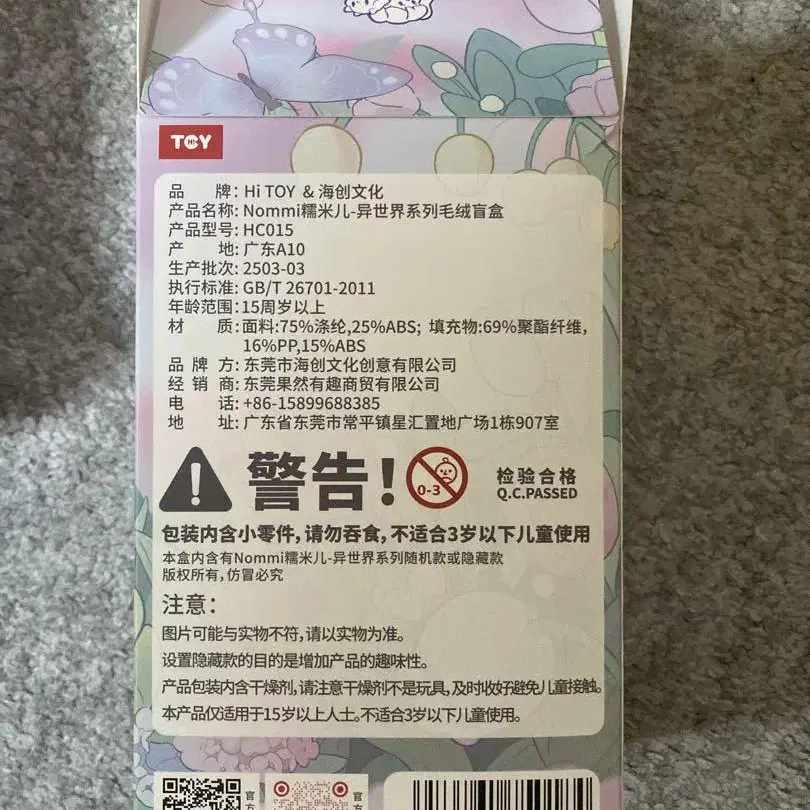 TOY
HI
品 牌：Hi TOY & 海创文化
产品名称：Nommi糯米儿-异世界系列毛绒盲盒
产品型号：HC015
产 地：广东A10
生产批次：2503-03
执行标准：GB/T 26701-2011
年龄范围：15周岁以上
材 质：面料:75%涤纶,25%ABS；填充物:69%聚酯纤维，
16%PP,15%ABS
品 牌 方：东莞市海创文化创意有限公司
经 销 商：东莞果然有趣商贸有限公司
电 话：+86-15899688385
地 址：广东省东莞市常平镇星汇置地广场1栋907室
警告！
0-3
检验合格
Q.C.PASSED
包装内含小零件，请勿吞食，不适合3岁以下儿童使用
本盒内含有Nommi糯米儿-异世界系列随机款或隐藏款
版权所有，仿冒必究
注意：
图片可能与实物不符，请以实物为准。
设置隐藏款的目的是增加产品的趣味性。
产品包装内含干燥剂，请注意干燥剂不是玩具，及时收好避免儿童接触。
本产品仅适用于15岁以上人士。不适合3岁以下儿童使用。
官
官